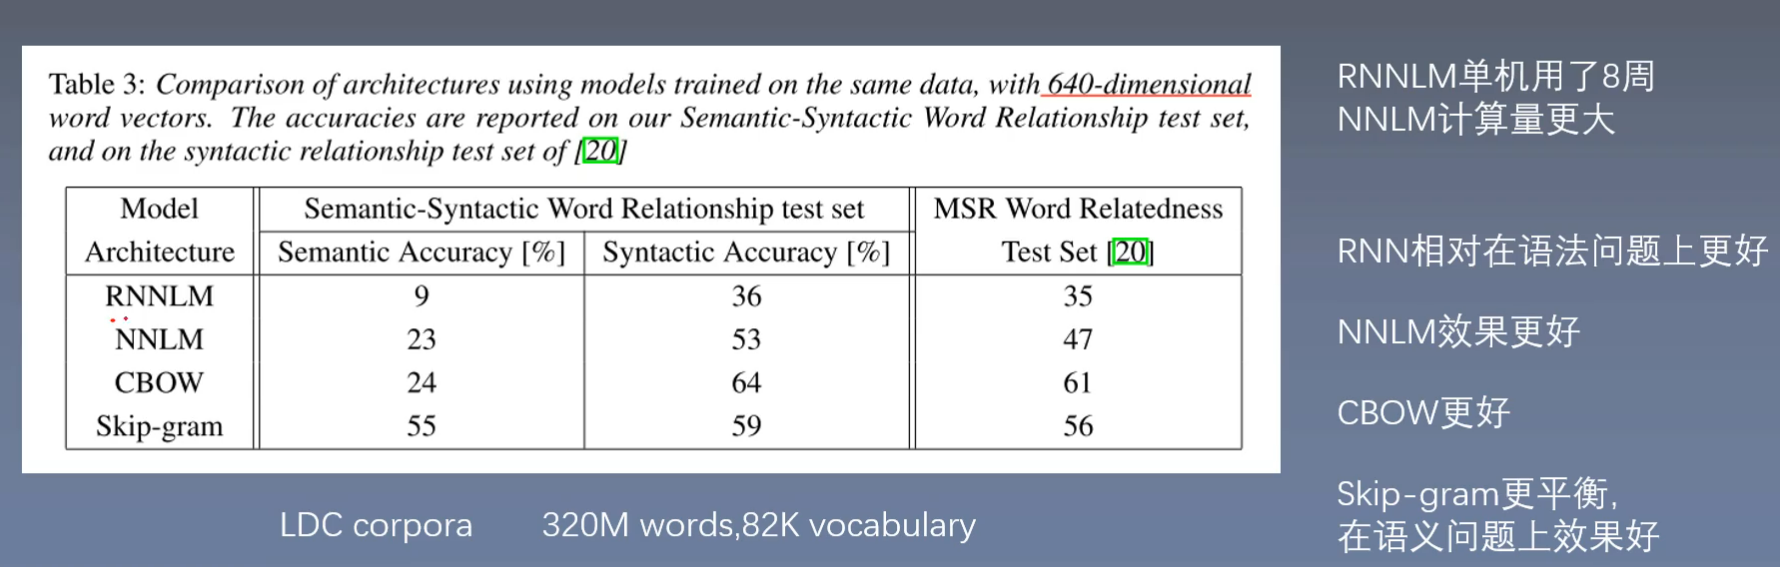 Table 3: Comparison of architectures using models trained on the same data, with 640-dimensional
word vectors. The accuracies are reported on our Semantic-Syntactic Word Relationship test set,
and on the syntactic relationship test set of [20]
Model Architecture
Semantic-Syntactic Word Relationship test set
MSR Word Relatedness Test Set [20]
Semantic Accuracy [%]
Syntactic Accuracy [%]
RNNLM 9 36 35
NNLM 23 53 47
CBOW 24 64 61
Skip-gram 55 59 56
LDC corpora 320M words,82K vocabulary
RNNLM单机用了8周
NNLM计算量更大
RNN相对在语法问题上更好
NNLM效果更好
CBOW更好
Skip-gram更平衡,
在语义问题上效果好